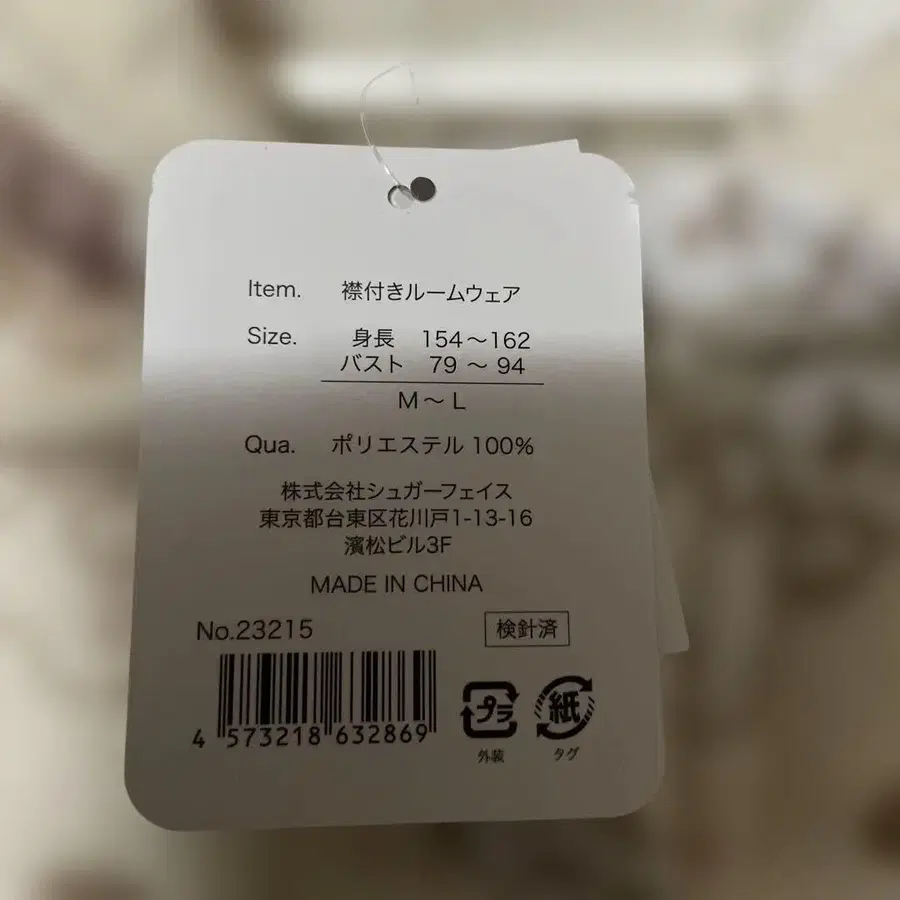 Item. 襟付きルームウェア
Size. 身長 154～162
バスト 79～94
M～L
Qua. ポリエステル 100%
株式会社シュガーフェイス
東京都台東区花川戸1-13-16
濱松ビル3F
MADE IN CHINA
No.23215 検針済
4 573218 632869
プラ 紙
外装 タグ